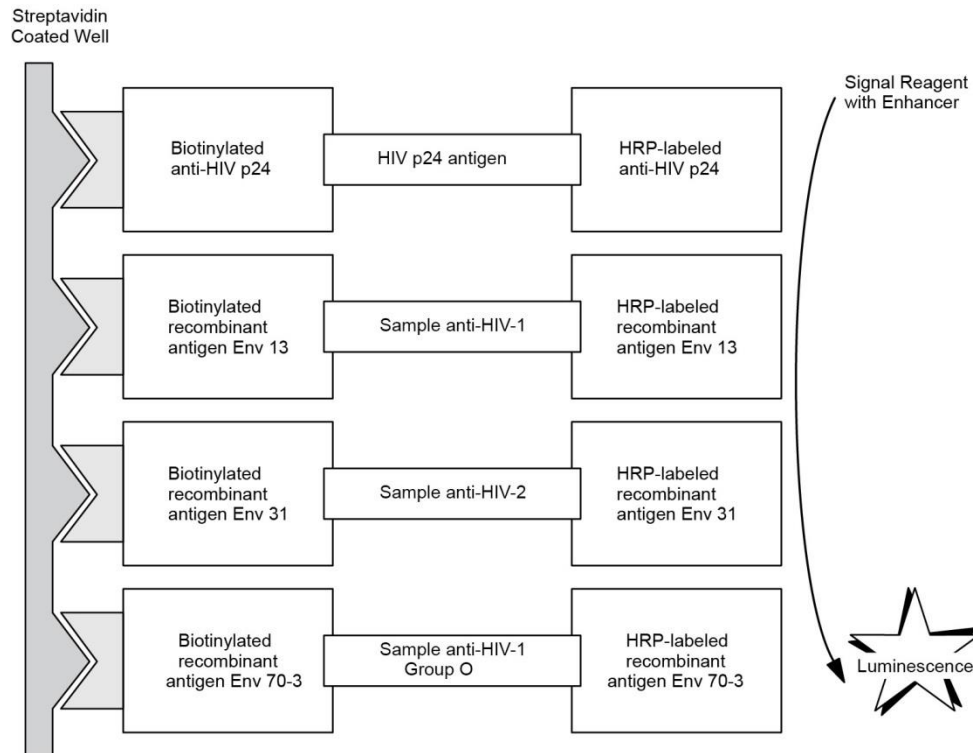 Streptavidin
Coated Well
Signal Reagent
with Enhancer
Biotinylated
anti-HIV p24
HIV p24 antigen
HRP-labeled
anti-HIV p24
Biotinylated
recombinant
antigen Env 13
Sample anti-HIV-1
HRP-labeled
recombinant
antigen Env 13
Biotinylated
recombinant
antigen Env 31
Sample anti-HIV-2
HRP-labeled
recombinant
antigen Env 31
Biotinylated
recombinant
antigen Env 70-3
Sample anti-HIV-1
Group O
HRP-labeled
recombinant
antigen Env 70-3
Luminescence